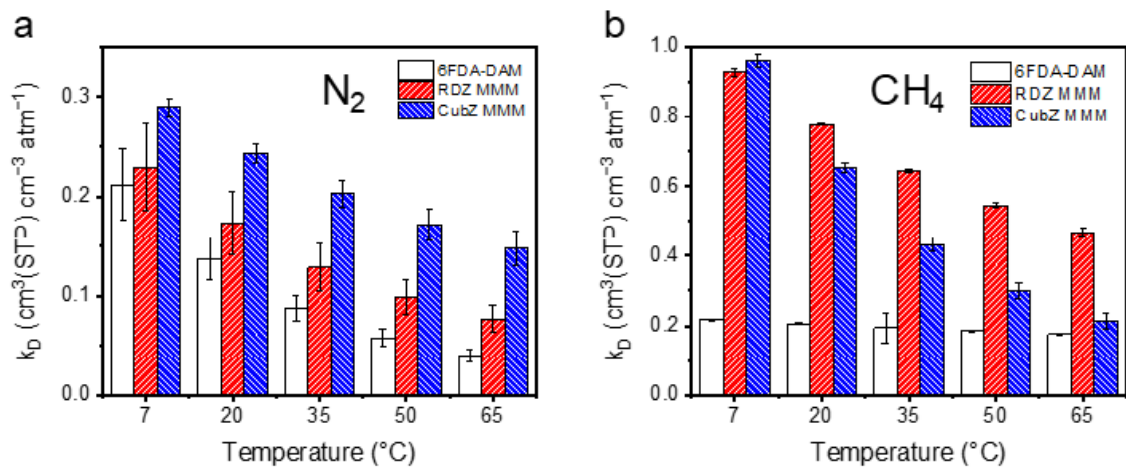 a
k_D (cm³(STP) cm⁻³ atm⁻¹)
0.3
0.2
0.1
0.0
N₂
6FDA-DAM
RDZ MMM
CubZ MMM
7 20 35 50 65
Temperature (°C)
b
k_D (cm³(STP) cm⁻³ atm⁻¹)
1.0
0.8
0.6
0.4
0.2
0.0
CH₄
6FDA-DAM
RDZ MMM
CubZ MMM
7 20 35 50 65
Temperature (°C)